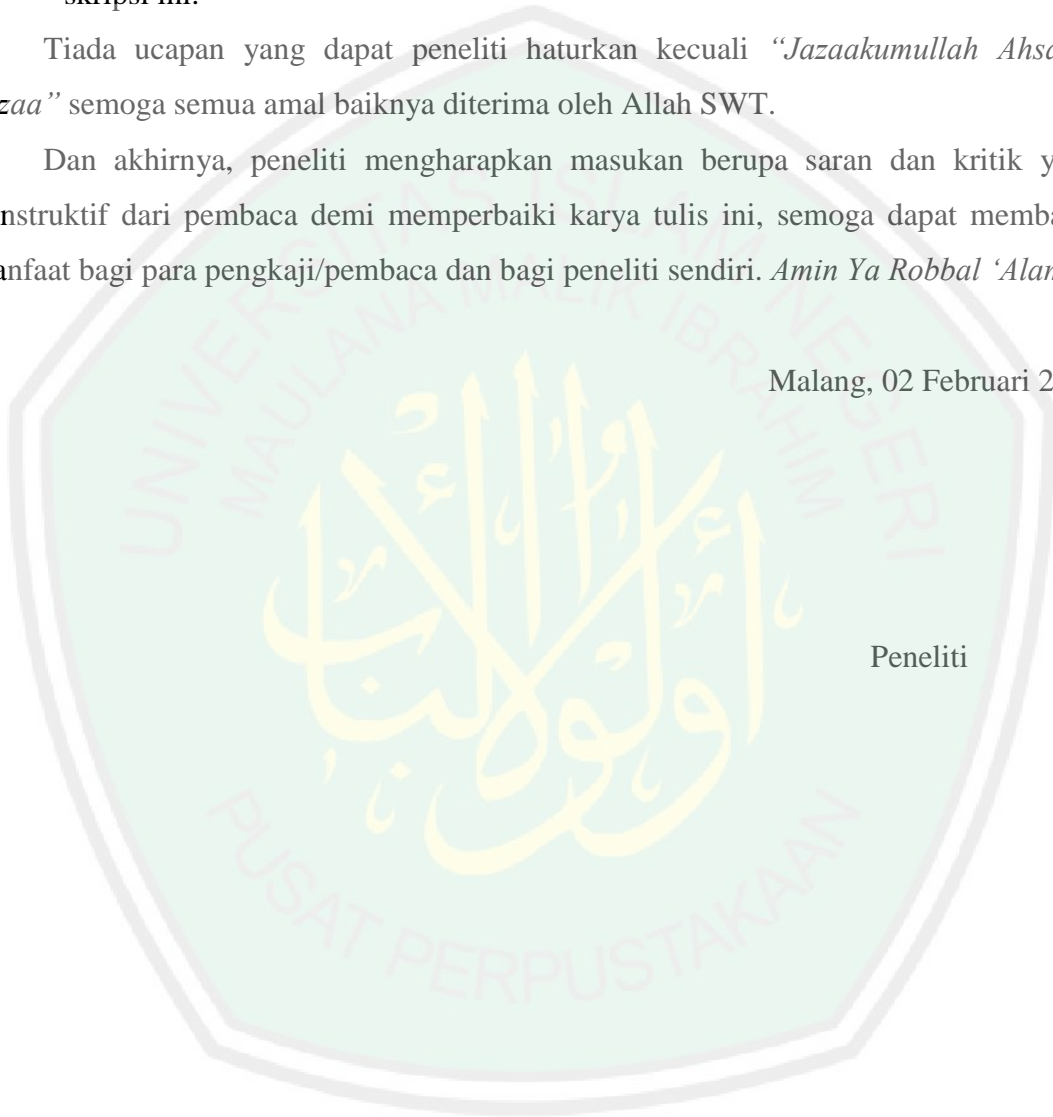 skripsi ini.
Tiada ucapan yang dapat peneliti haturkan kecuali “Jazaakumullah Ahsa
zaa” semoga semua amal baiknya diterima oleh Allah SWT.
Dan akhirnya, peneliti mengharapkan masukan berupa saran dan kritik y
nstruktif dari pembaca demi memperbaiki karya tulis ini, semoga dapat memba
anfaat bagi para pengkaji/pembaca dan bagi peneliti sendiri. Amin Ya Robbal ‘Alam
Malang, 02 Februari 2
UNIVERSITAS ISLAM NEGERI
MAULANA MALIK IBRAHIM
أولوا الألباب
Peneliti
PUSAT PERPUSTAKAAN